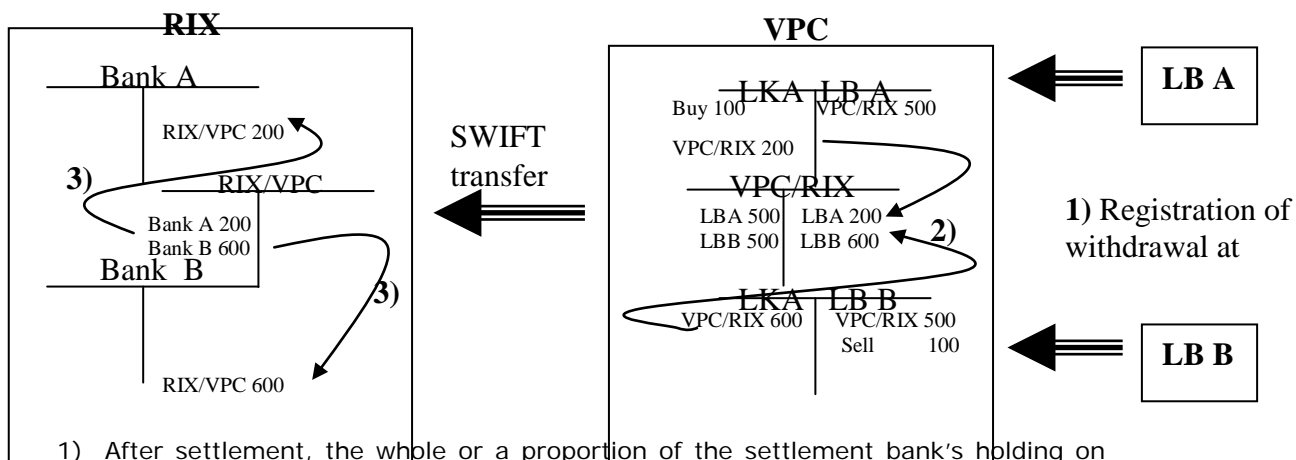 RIX
Bank A
RIX/VPC 200
3)
RIX/VPC
Bank A 200
Bank B 600
Bank B
3)
RIX/VPC 600
SWIFT
transfer
VPC
LKA LB A
Buy 100 VPC/RIX 500
VPC/RIX 200
VPC/RIX
LBA 500 LBA 200
LBB 500 LBB 600
2)
LKA LB B
VPC/RIX 600 VPC/RIX 500
Sell 100
LB A
1) Registration of
withdrawal at
LB B
1) After settlement, the whole or a proportion of the settlement bank's holding on